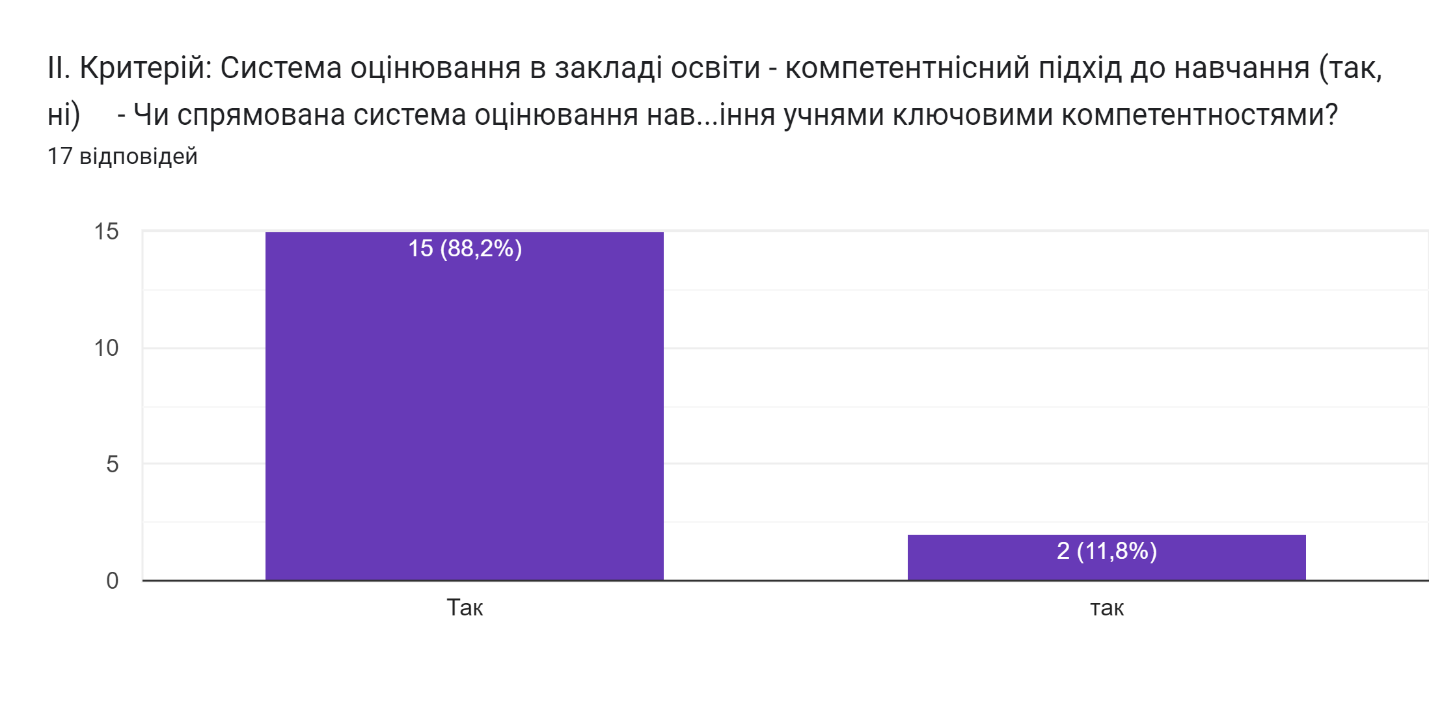 II. Критерій: Система оцінювання в закладі освіти - компетентнісний підхід до навчання (так,
ні) - Чи спрямована система оцінювання нав...іння учнями ключовими компетентностями?
17 відповідей
15
15 (88,2%)
10
5
2 (11,8%)
0
Так
так